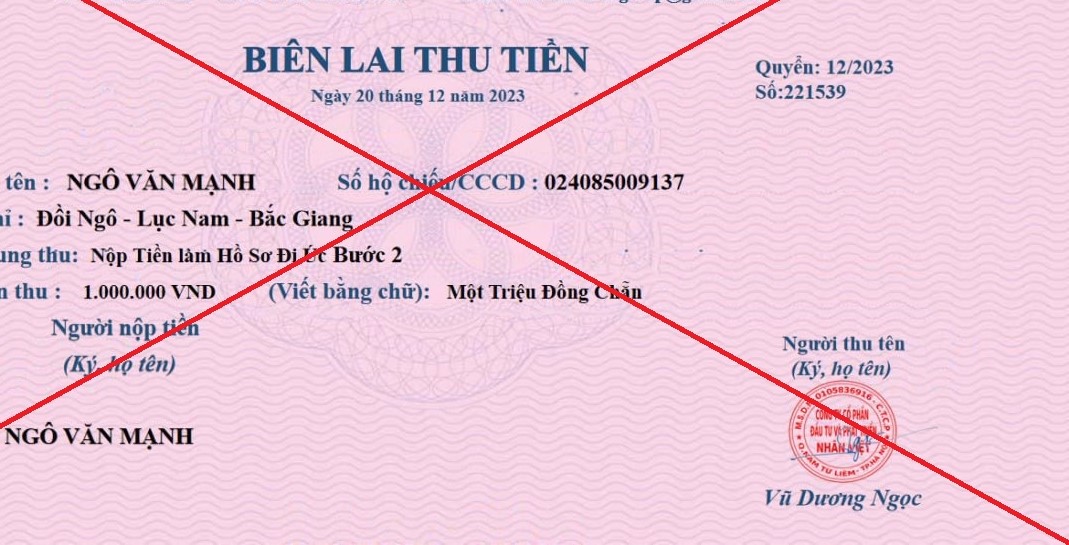 BIÊN LAI THU TIỀN
Ngày 20 tháng 12 năm 2023
Quyển: 12/2023
Số:221539
tên : NGÔ VĂN MẠNH Số hộ chiếu/CCCD : 024085009137
: Đồi Ngô - Lục Nam - Bắc Giang
ung thu: Nộp Tiền làm Hồ Sơ Đi Úc Bước 2
n thu : 1.000.000 VND (Viết bằng chữ): Một Triệu Đồng Chẵn
Người nộp tiền
(Ký, họ tên)
NGÔ VĂN MẠNH
Người thu tên
(Ký, họ tên)
M.S.D.N: 0105836916 - C.T.C.P
CÔNG TY CỔ PHẦN
ĐẦU TƯ VÀ PHÁT TRIỂN
NHÂN VIỆT
Q.NAM TỪ LIÊM - TP.HÀ NỘI
Vũ Dương Ngọc